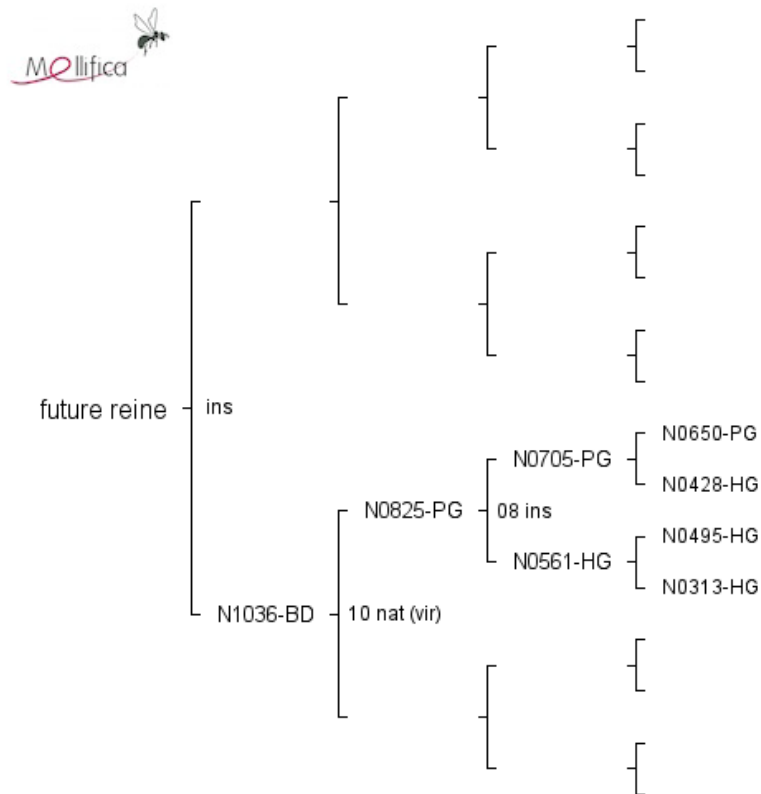 Mellifica
future reine
ins
N0650-PG
N0705-PG
N0428-HG
N0825-PG
08 ins
N0495-HG
N0561-HG
N0313-HG
N1036-BD
10 nat (vir)